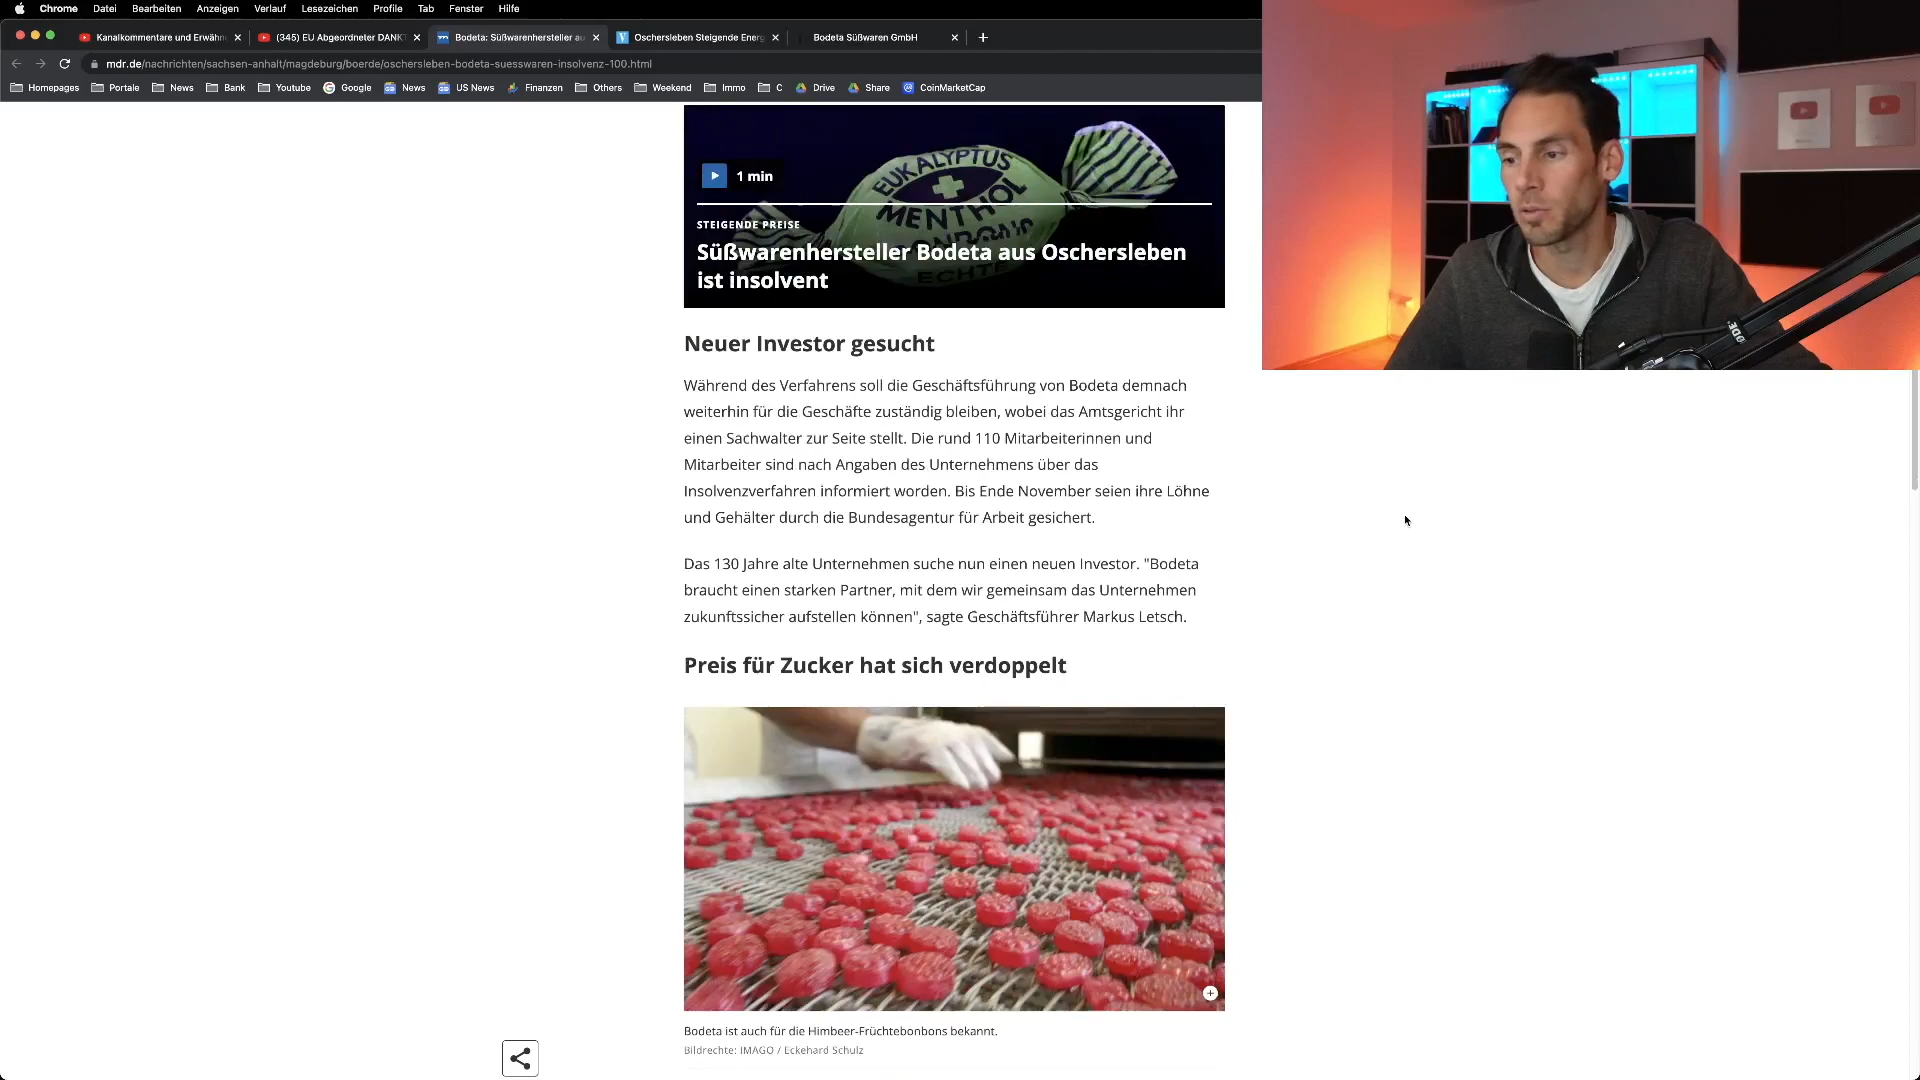 Chrome Datei Bearbeiten Anzeigen Verlauf Lesezeichen Profile Tab Fenster Hilfe
Kanalkommentare und Erwähn
(345) EU Abgeordneter DANKT
Bodeta: Süßwarenhersteller au
Oschersleben Steigende Energ
Bodeta Süßwaren GmbH
mdr.de/nachrichten/sachsen-anhalt/magdeburg/boerde/oschersleben-bodeta-suesswaren-insolvenz-100.html
Homepages Portale News Bank Youtube Google News US News Finanzen Others Weekend Immo C Drive Share CoinMarketCap
EUKALYPTUS
MENTHOL
BONBONS
ECHTE
1 min
STEIGENDE PREISE
Süßwarenhersteller Bodeta aus Oschersleben
ist insolvent
Neuer Investor gesucht
Während des Verfahrens soll die Geschäftsführung von Bodeta demnach
weiterhin für die Geschäfte zuständig bleiben, wobei das Amtsgericht ihr
einen Sachwalter zur Seite stellt. Die rund 110 Mitarbeiterinnen und
Mitarbeiter sind nach Angaben des Unternehmens über das
Insolvenzverfahren informiert worden. Bis Ende November seien ihre Löhne
und Gehälter durch die Bundesagentur für Arbeit gesichert.
Das 130 Jahre alte Unternehmen suche nun einen neuen Investor. "Bodeta
braucht einen starken Partner, mit dem wir gemeinsam das Unternehmen
zukunftssicher aufstellen können", sagte Geschäftsführer Markus Letsch.
Preis für Zucker hat sich verdoppelt
Bodeta ist auch für die Himbeer-Früchtebonbons bekannt.
Bildrechte: IMAGO / Eckehard Schulz